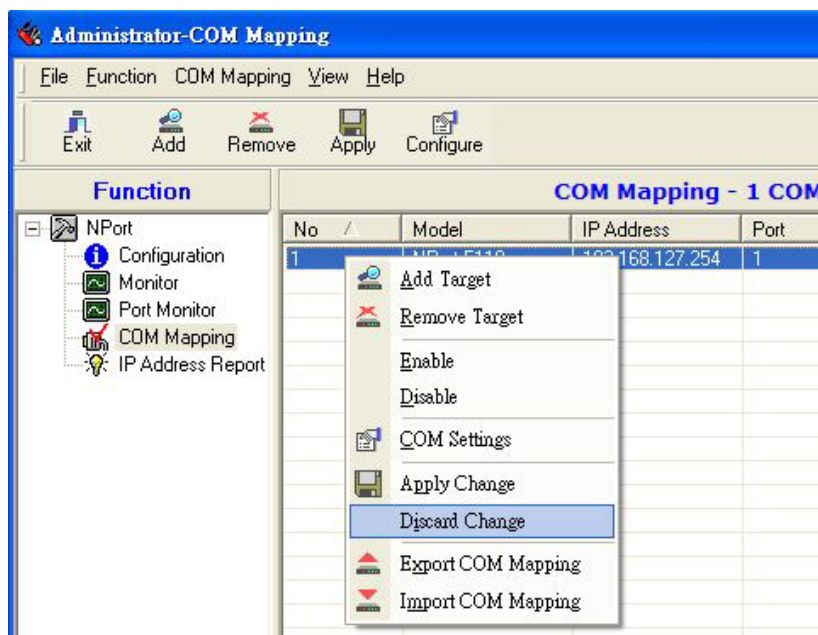 Administrator-COM Mapping
File Function COM Mapping View Help
Exit Add Remove Apply Configure
Function
COM Mapping - 1 COM
NPort
Configuration
Monitor
Port Monitor
COM Mapping
IP Address Report
No Model IP Address Port
1 192.168.127.254 1
Add Target
Remove Target
Enable
Disable
COM Settings
Apply Change
Discard Change
Export COM Mapping
Import COM Mapping